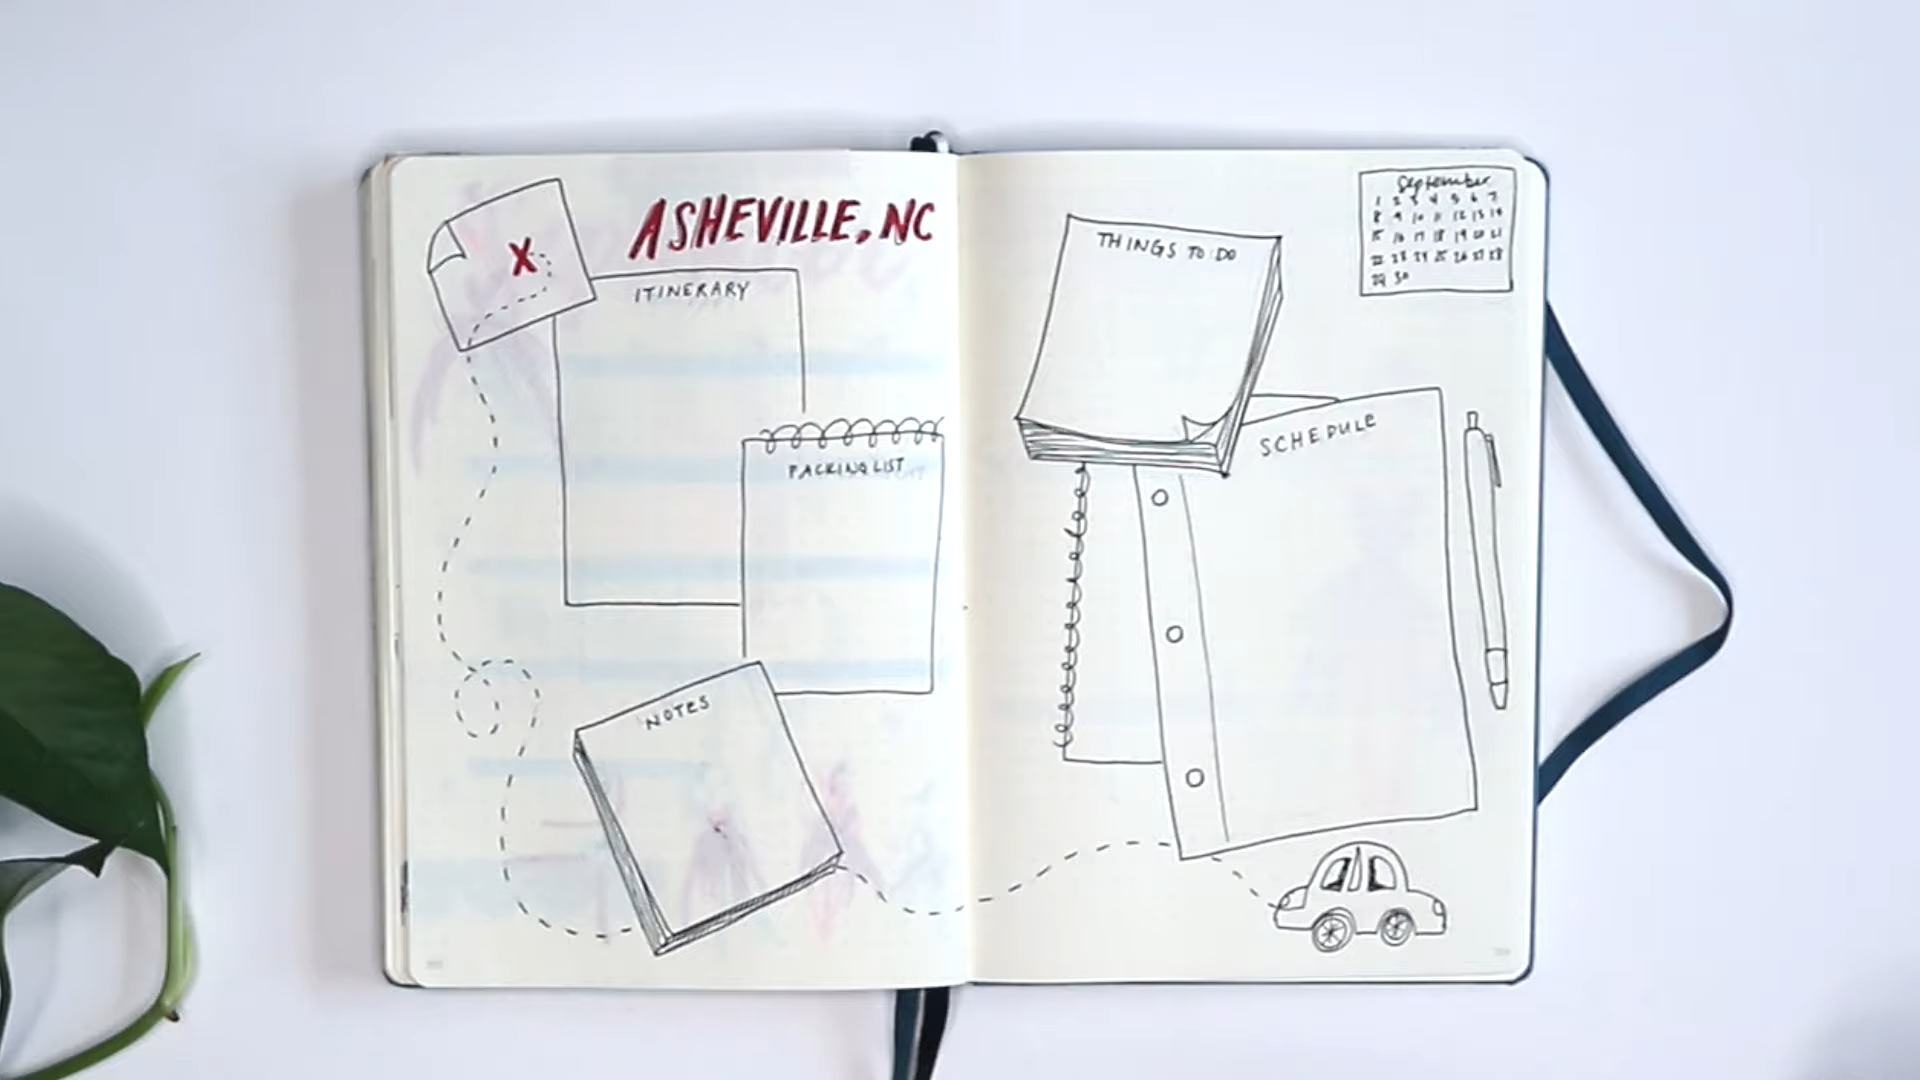 X
ASHEVILLE, NC
ITINERARY
PACKING LIST
NOTES
THINGS TO DO
September
1 2 3 4 5 6 7
8 9 10 11 12 13 14
15 16 17 18 19 20 21
22 23 24 25 26 27 28
29 30
SCHEDULE